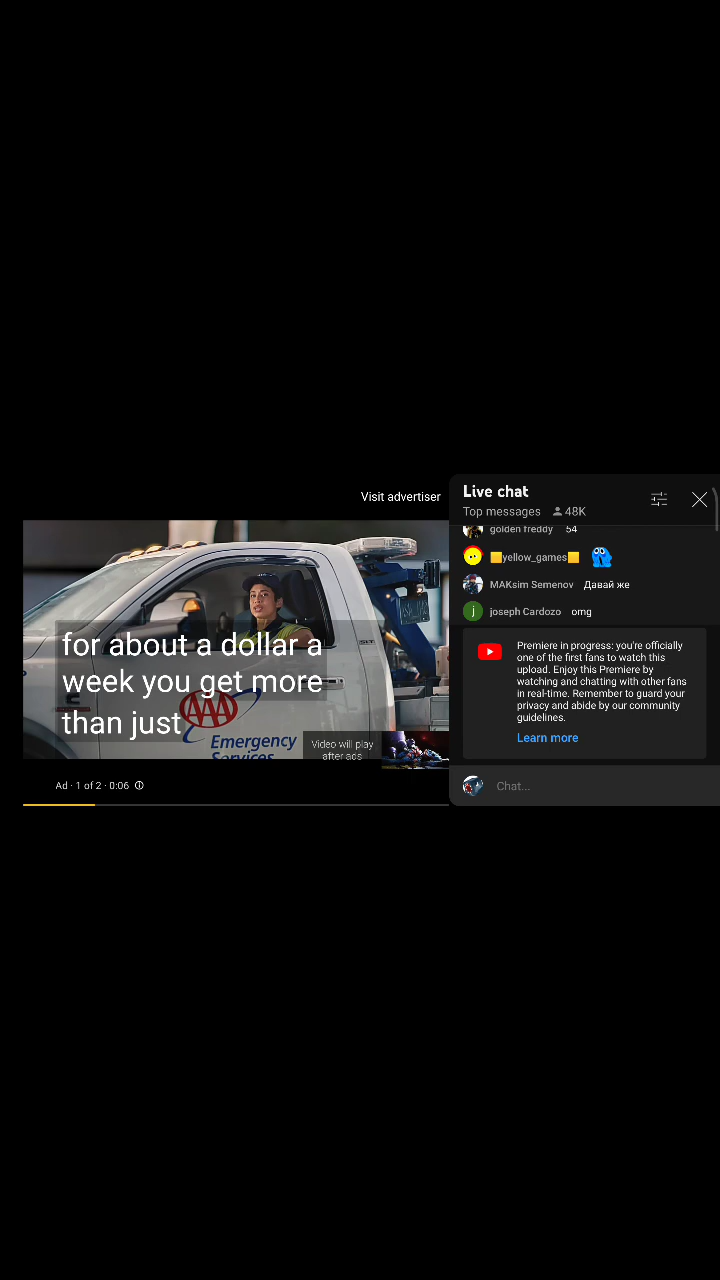 Visit advertiser
for about a dollar a
week you get more
than just
AAA
Emergency
Services
Video will play
after ads
Ad · 1 of 2 · 0:06
Live chat
Top messages 48K
golden freddy 54
🟨yellow_games🟨
MAKsim Semenov Давай же
j joseph Cardozo omg
Premiere in progress: you're officially
one of the first fans to watch this
upload. Enjoy this Premiere by
watching and chatting with other fans
in real-time. Remember to guard your
privacy and abide by our community
guidelines.
Learn more
Chat...